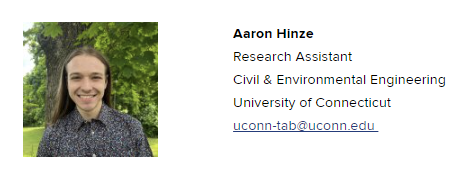 Aaron Hinze
Research Assistant
Civil & Environmental Engineering
University of Connecticut
uconn-tab@uconn.edu